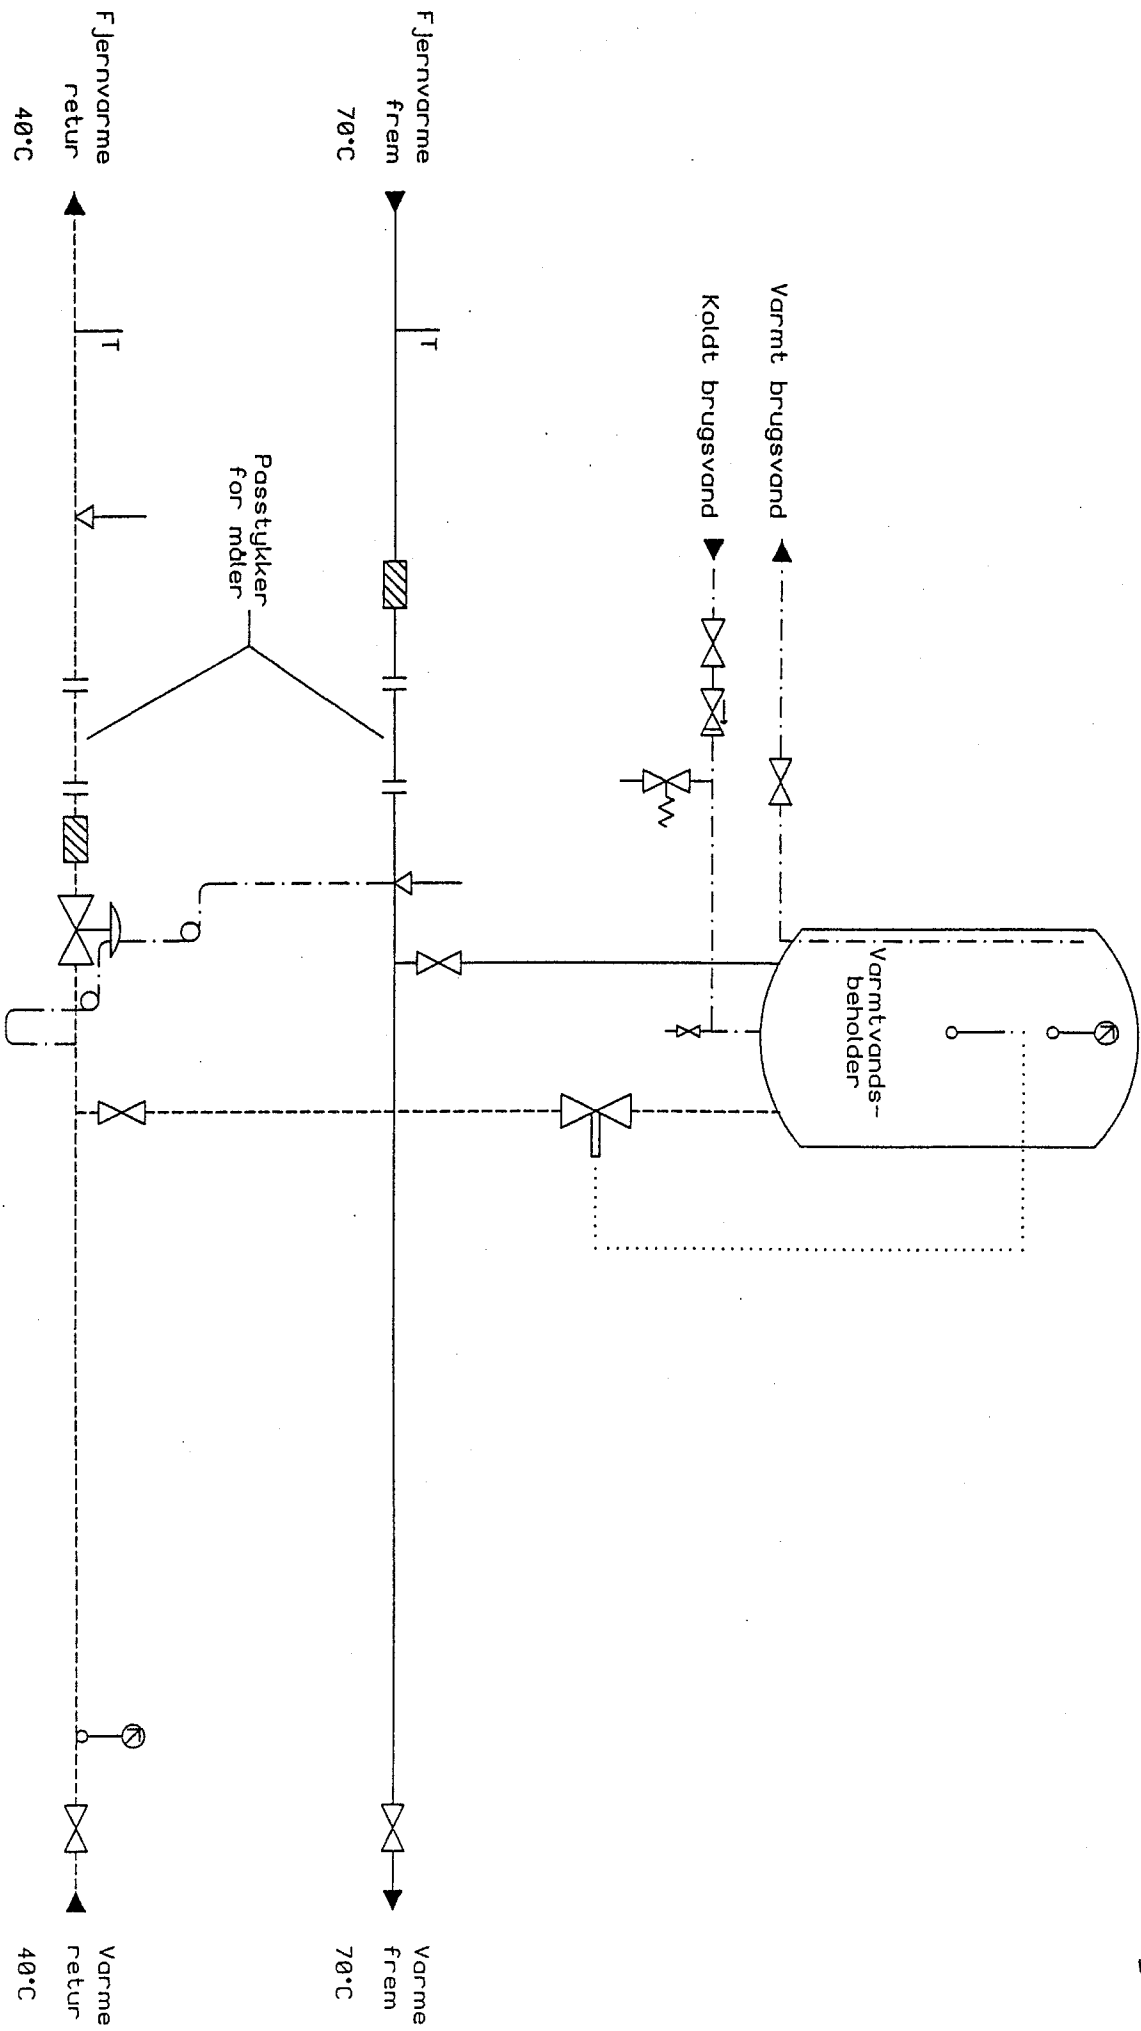 Varmtvands-
beholder
Varmt brugsvand
Koldt brugsvand
Fjernvarme
frem
70°C
T
Varme
frem
70°C
Passtykker
for måler
Fjernvarme
retur
40°C
T
Varme
retur
40°C